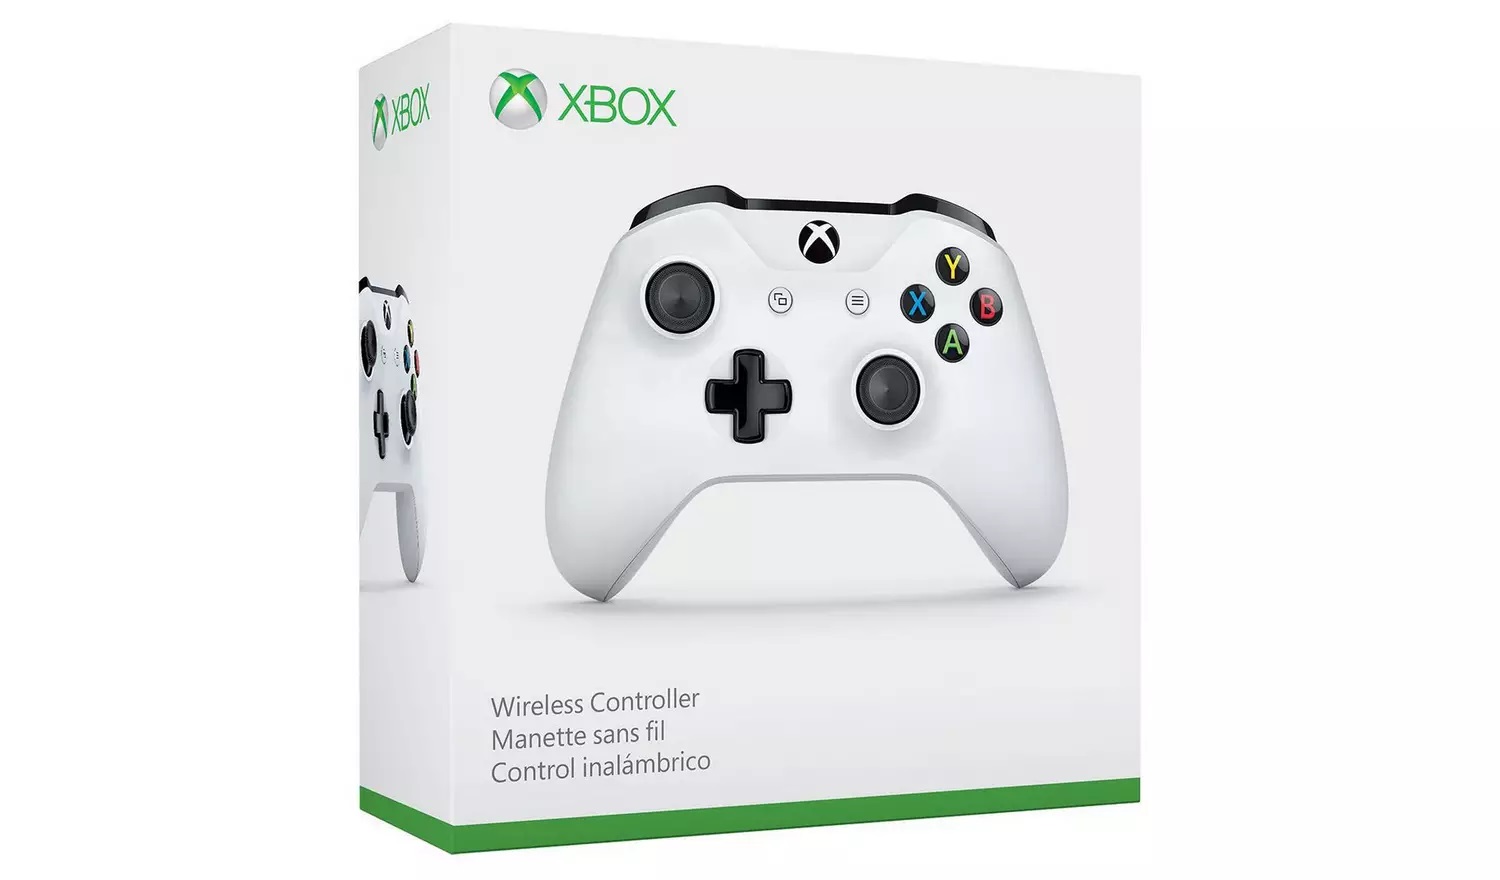 XBOX
XBOX
Y
X
B
A
Wireless Controller
Manette sans fil
Control inalámbrico